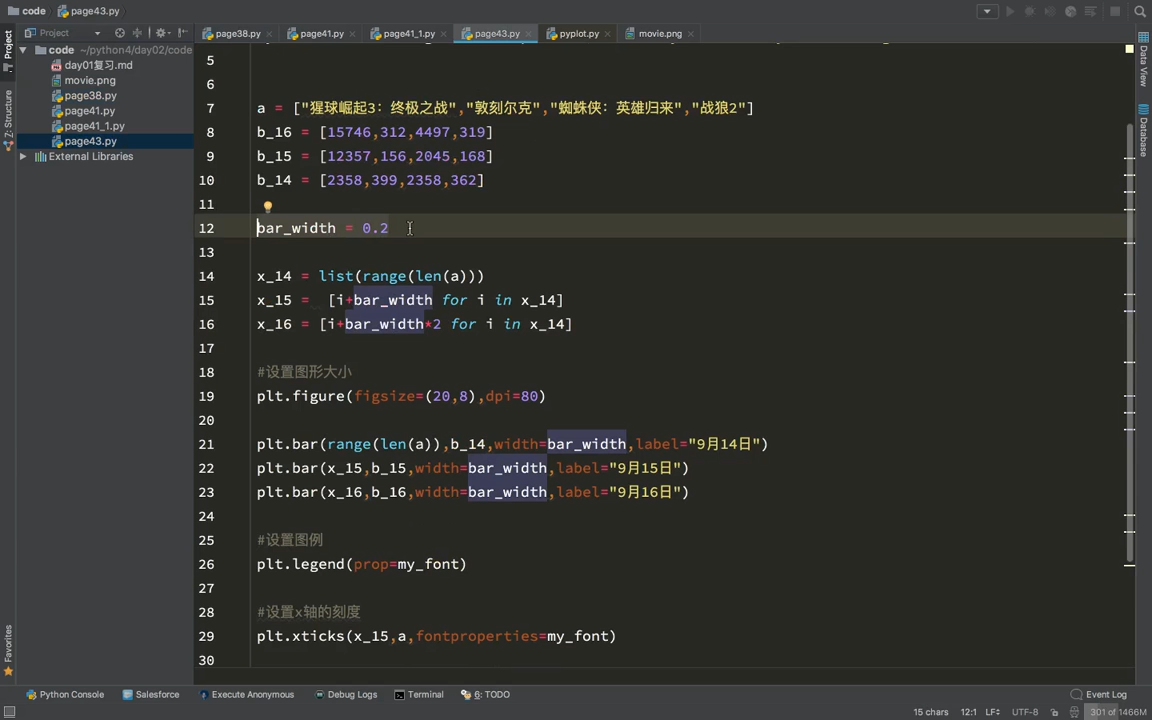 code
page43.py
Project
page38.py
page41.py
page41_1.py
page43.py
pyplot.py
movie.png
code ~/python4/day02/code
day01复习.md
movie.png
page38.py
page41.py
page41_1.py
page43.py
External Libraries
Project
Z: Structure
Favorites
Data View
Database
5
6
7 a = ["猩球崛起3：终极之战","敦刻尔克","蜘蛛侠：英雄归来","战狼2"]
8 b_16 = [15746,312,4497,319]
9 b_15 = [12357,156,2045,168]
10 b_14 = [2358,399,2358,362]
11
12 bar_width = 0.2
13
14 x_14 = list(range(len(a)))
15 x_15 =  [i+bar_width for i in x_14]
16 x_16 = [i+bar_width*2 for i in x_14]
17
18 #设置图形大小
19 plt.figure(figsize=(20,8),dpi=80)
20
21 plt.bar(range(len(a)),b_14,width=bar_width,label="9月14日")
22 plt.bar(x_15,b_15,width=bar_width,label="9月15日")
23 plt.bar(x_16,b_16,width=bar_width,label="9月16日")
24
25 #设置图例
26 plt.legend(prop=my_font)
27
28 #设置x轴的刻度
29 plt.xticks(x_15,a,fontproperties=my_font)
30
Python Console
Salesforce
Execute Anonymous
Debug Logs
Terminal
6: TODO
Event Log
15 chars 12:1 LF UTF-8 301 of 1466M